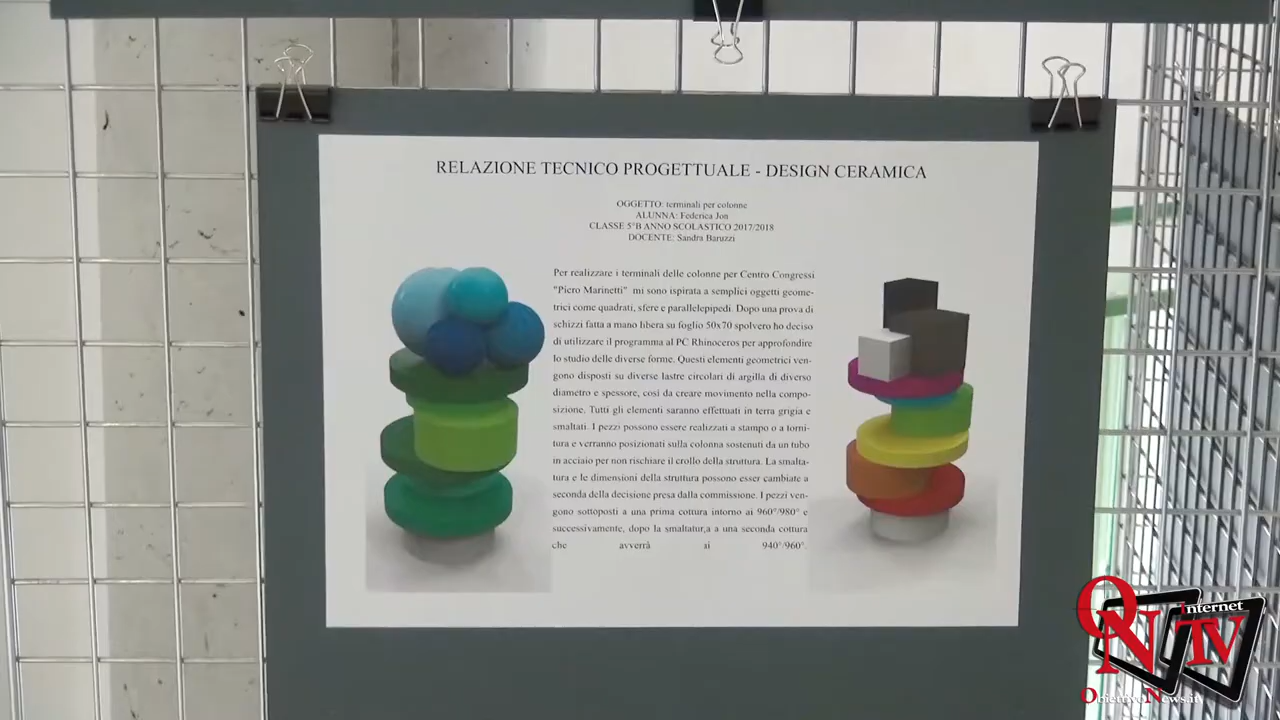 RELAZIONE TECNICO PROGETTUALE - DESIGN CERAMICA
OGGETTO: terminali per colonne
ALUNNA: Federica Jon
CLASSE 5°B ANNO SCOLASTICO 2017/2018
DOCENTE: Sandra Baruzzi
Per realizzare i terminali delle colonne per Centro Congressi
"Piero Marinetti" mi sono ispirata a semplici oggetti geome-
trici come quadrati, sfere e parallelepipedi. Dopo una prova di
schizzi fatta a mano libera su foglio 50x70 spolvero ho deciso
di utilizzare il programma al PC Rhinoceros per approfondire
lo studio delle diverse forme. Questi elementi geometrici ven-
gono disposti su diverse lastre circolari di argilla di diverso
diametro e spessore, così da creare movimento nella compo-
sizione. Tutti gli elementi saranno effettuati in terra grigia e
smaltati. I pezzi possono essere realizzati a stampo o a torni-
tura e verranno posizionati sulla colonna sostenuti da un tubo
in acciaio per non rischiare il crollo della struttura. La smalta-
tura e le dimensioni della struttura possono esser cambiate a
seconda della decisione presa dalla commissione. I pezzi ven-
gono sottoposti a una prima cottura intorno ai 960°/980° e
successivamente, dopo la smaltatur,a a una seconda cottura
che avverrà ai 940°/960°.
QN Internet TV
ObiettivoNews.it